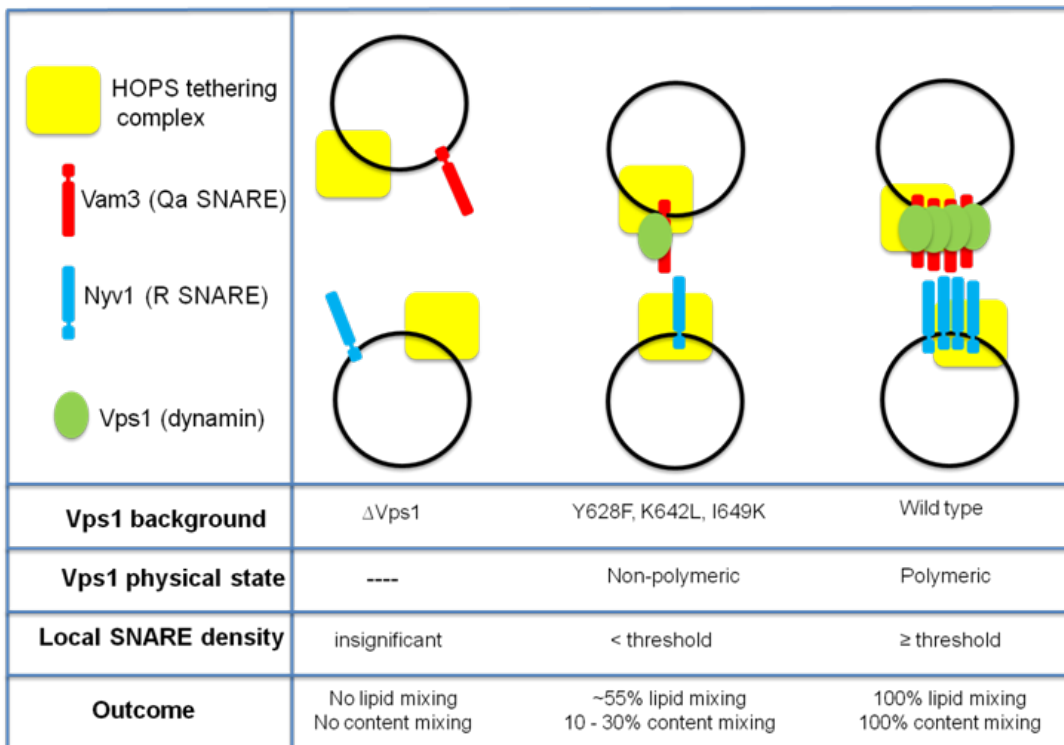 HOPS tethering
complex
Vam3 (Qa SNARE)
Nyv1 (R SNARE)
Vps1 (dynamin)
Vps1 background
ΔVps1
Y628F, K642L, I649K
Wild type
Vps1 physical state
----
Non-polymeric
Polymeric
Local SNARE density
insignificant
< threshold
≥ threshold
Outcome
No lipid mixing
No content mixing
~55% lipid mixing
10 - 30% content mixing
100% lipid mixing
100% content mixing